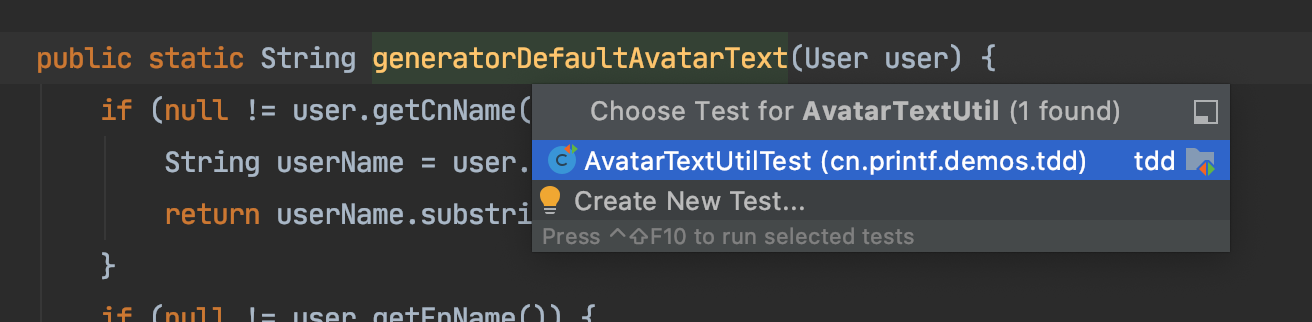 public static String generatorDefaultAvatarText(User user) {
if (null != user.getCnName(
Choose Test for AvatarTextUtil (1 found)
String userName = user.
AvatarTextUtilTest (cn.printf.demos.tdd) tdd
return userName.substri
Create New Test...
Press ^⇧F10 to run selected tests
}
if (null != user.getEnName()) {